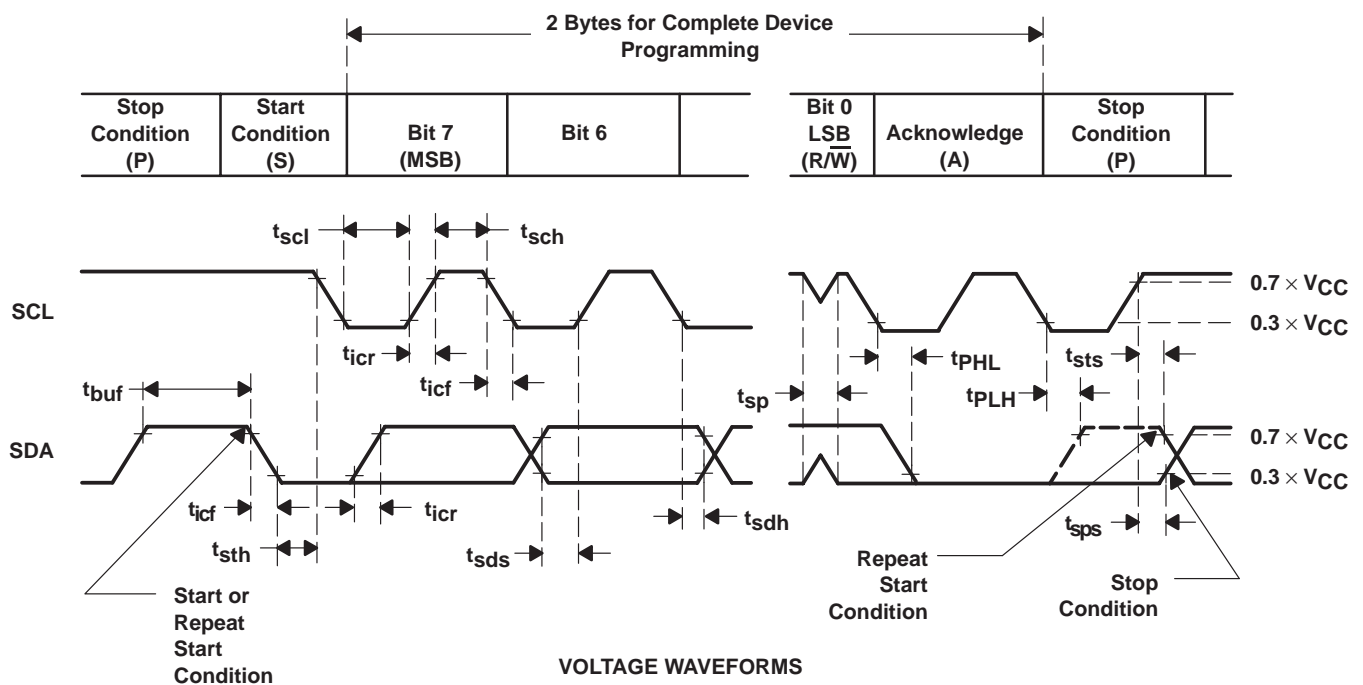 2 Bytes for Complete Device
Programming
Stop
Condition
(P)
Start
Condition
(S)
Bit 7
(MSB)
Bit 6
Bit 0
LSB
(R/W̅)
Acknowledge
(A)
Stop
Condition
(P)
tscl
tsch
SCL
0.7 × VCC
0.3 × VCC
ticr
ticf
tPHL
tsts
tbuf
tsp
tPLH
SDA
0.7 × VCC
0.3 × VCC
ticf
ticr
tsdh
tsth
tsds
tsps
Repeat
Start
Condition
Stop
Condition
Start or
Repeat
Start
Condition
VOLTAGE WAVEFORMS